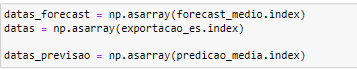 datas_forecast = np.asarray(forecast_medio.index)
datas = np.asarray(exportacao_es.index)
datas_previsao = np.asarray(predicao_media.index)